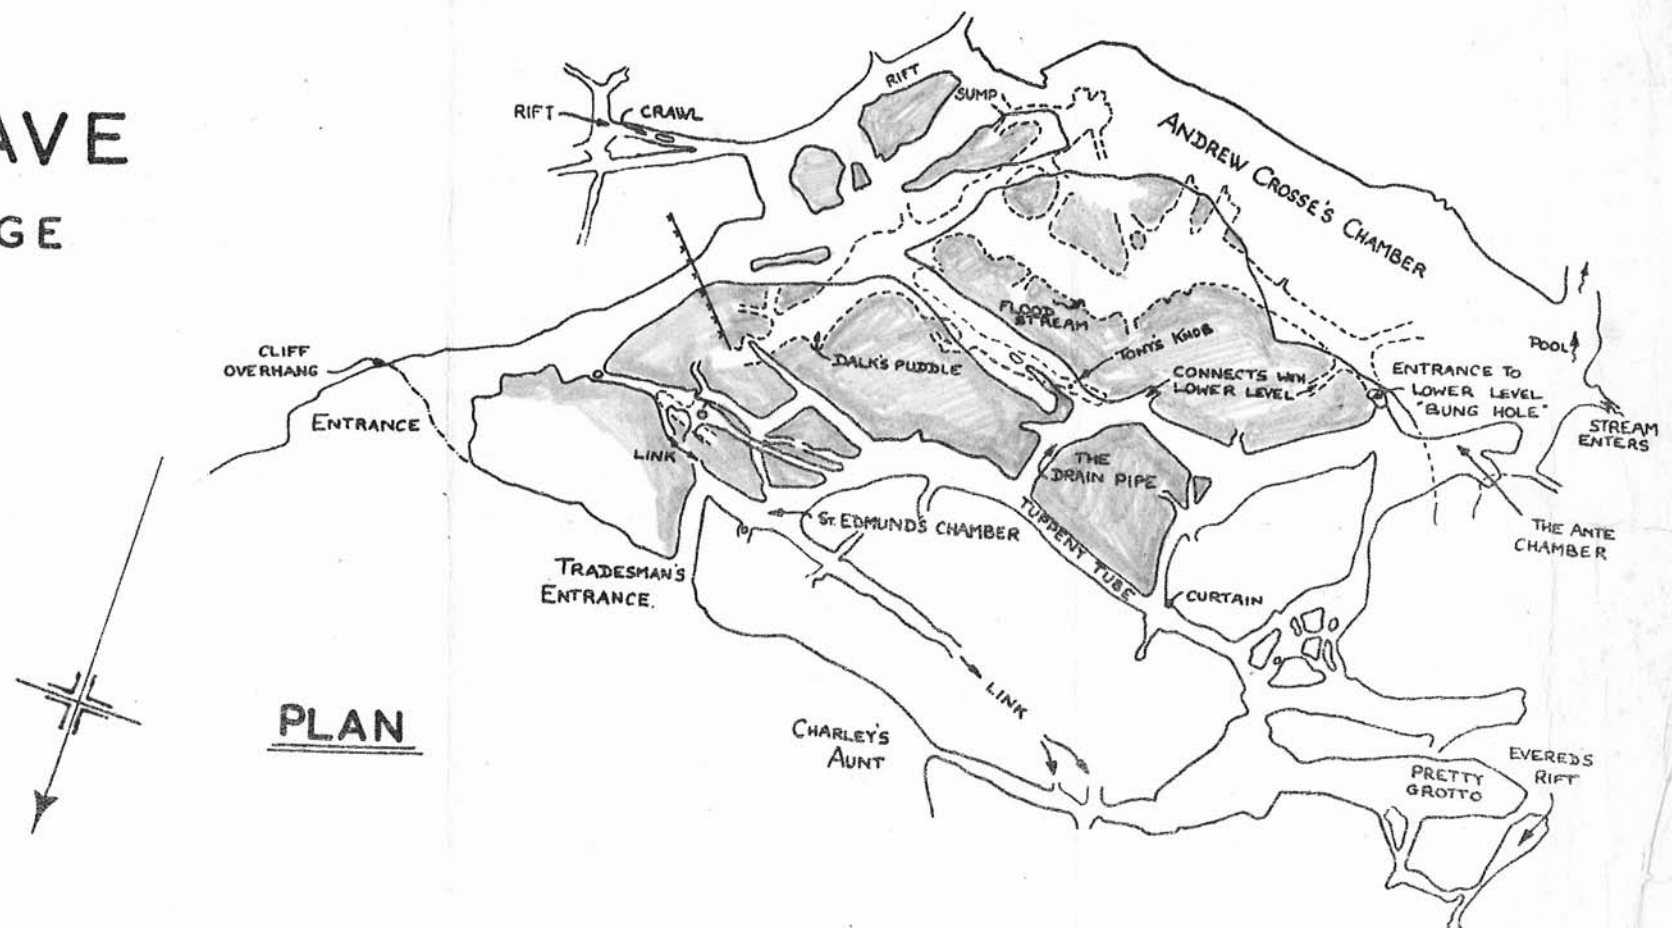 AVE
GE
RIFT
CRAWL
RIFT
SUMP
ANDREW CROSSE'S CHAMBER
CLIFF
OVERHANG
ENTRANCE
FLOOD
STREAM
TONY'S KNOB
DALK'S PUDDLE
CONNECTS WITH
LOWER LEVEL
POOL
ENTRANCE TO
LOWER LEVEL
"BUNG HOLE"
STREAM
ENTERS
LINK
THE
DRAIN PIPE
ST. EDMUND'S CHAMBER
TUPPENY TUBE
THE ANTE
CHAMBER
TRADESMAN'S
ENTRANCE.
CURTAIN
LINK
PLAN
CHARLEY'S
AUNT
PRETTY
GROTTO
EVERED'S
RIFT